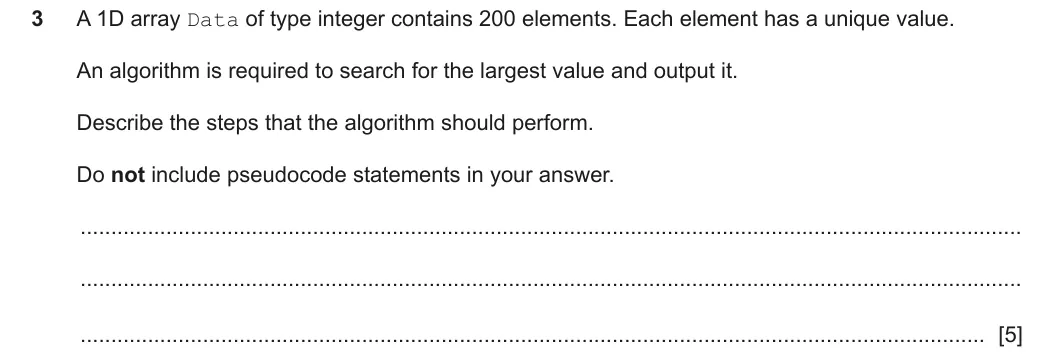 3 A 1D array Data of type integer contains 200 elements. Each element has a unique value.
An algorithm is required to search for the largest value and output it.
Describe the steps that the algorithm should perform.
Do not include pseudocode statements in your answer.
..........................................................................................................................................................
..........................................................................................................................................................
.................................................................................................................................................... [5]